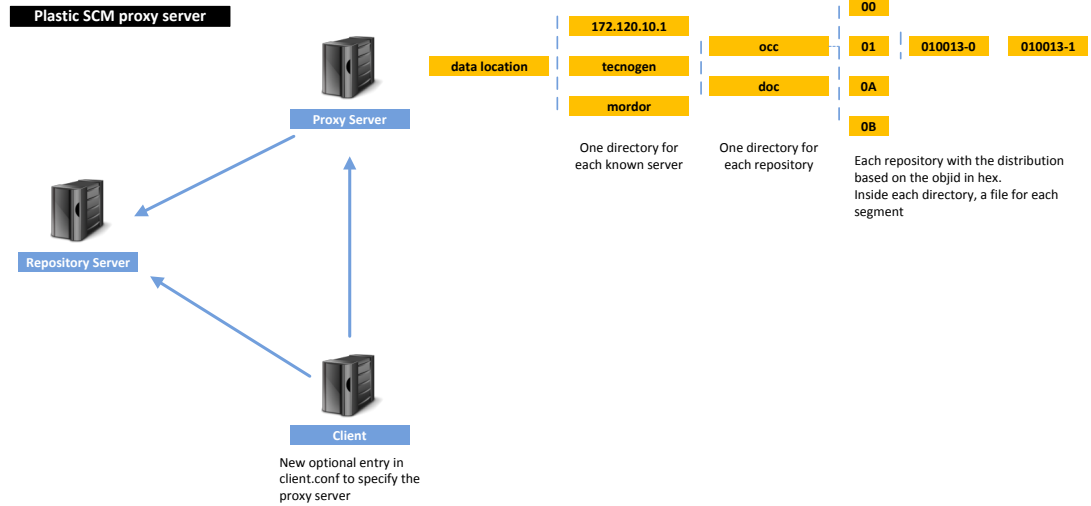 Plastic SCM proxy server
Proxy Server
Repository Server
Client
New optional entry in
client.conf to specify the
proxy server
data location
172.120.10.1
tecnogen
mordor
One directory for
each known server
occ
doc
One directory for
each repository
00
01
0A
0B
010013-0
010013-1
Each repository with the distribution
based on the objid in hex.
Inside each directory, a file for each
segment